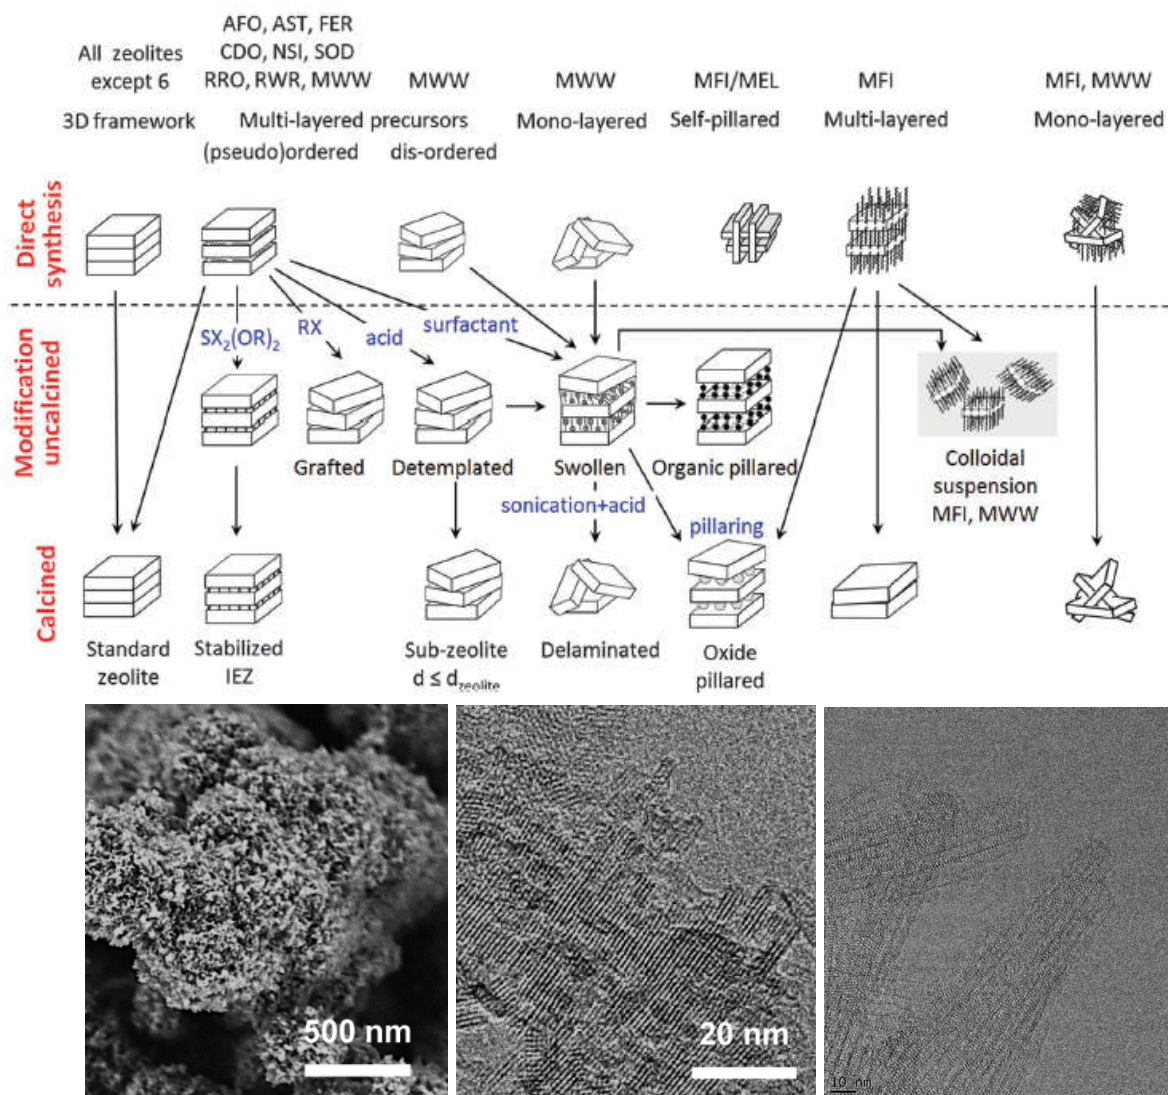 All zeolites
except 6
3D framework
AFO, AST, FER
CDO, NSI, SOD
RRO, RWR, MWW
MWW
Multi-layered precursors
(pseudo)ordered
dis-ordered
MWW
Mono-layered
MFI/MEL
Self-pillared
MFI
Multi-layered
MFI, MWW
Mono-layered
Direct
synthesis
Modification
uncalcined
SX₂(OR)₂
RX
acid
surfactant
Grafted
Detemplated
Swollen
Organic pillared
Colloidal
suspension
MFI, MWW
sonication+acid
pillaring
Calcined
Standard
zeolite
Stabilized
IEZ
Sub-zeolite
d ≤ d_zeolite
Delaminated
Oxide
pillared
500 nm
20 nm
10 nm